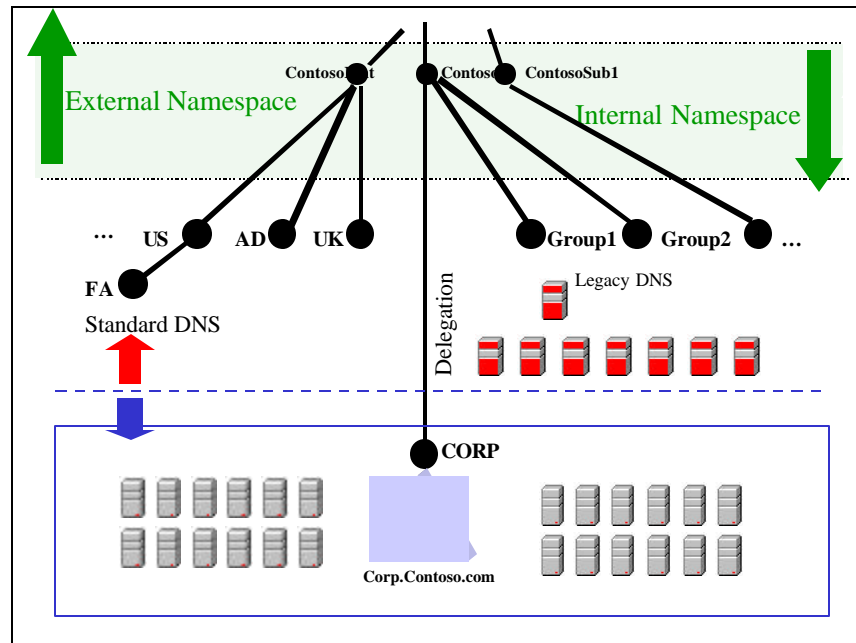 Contoso
ContosoSub1
External Namespace
Internal Namespace
...
US
AD
UK
Group1
Group2
...
FA
Legacy DNS
Standard DNS
Delegation
CORP
Corp.Contoso.com